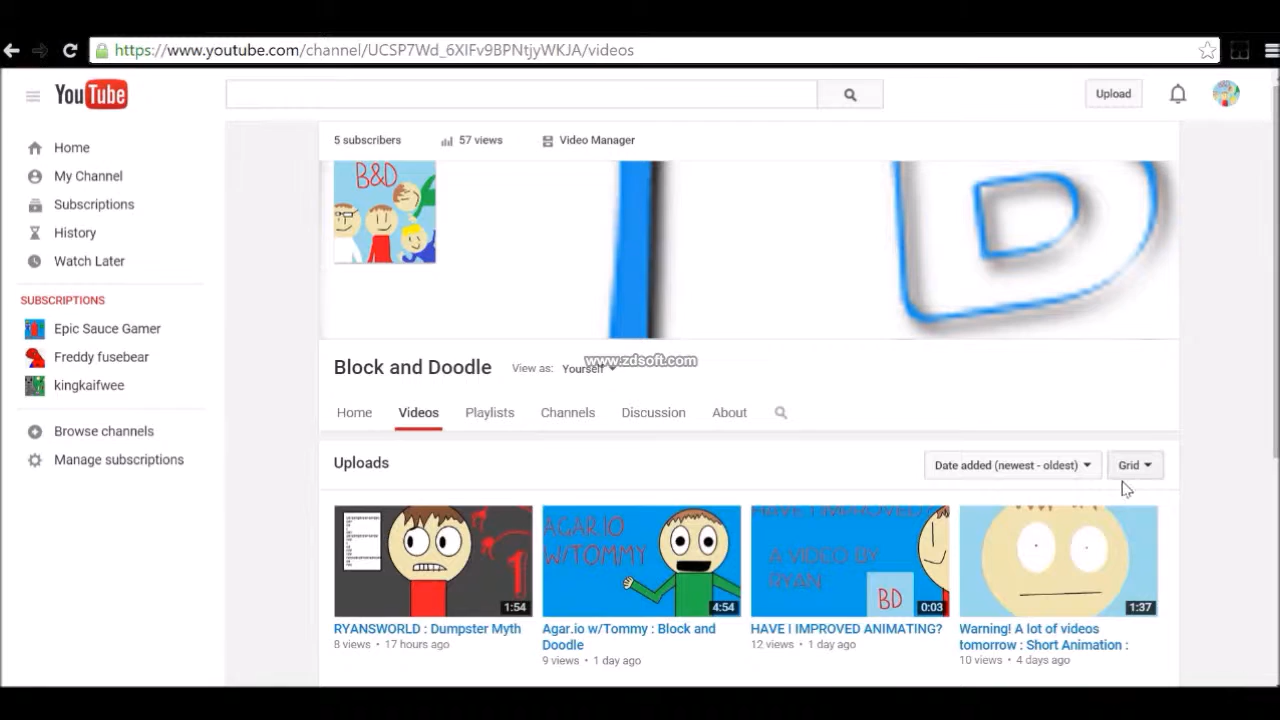 https://www.youtube.com/channel/UCSP7Wd_6XIFv9BPNtjyWKJA/videos
YouTube
Upload
Home
My Channel
Subscriptions
History
Watch Later
SUBSCRIPTIONS
Epic Sauce Gamer
Freddy fusebear
kingkaifwee
Browse channels
Manage subscriptions
5 subscribers
57 views
Video Manager
B&D
B
Block and Doodle
View as: Yourself
www.zdsoft.com
Home
Videos
Playlists
Channels
Discussion
About
Uploads
Date added (newest - oldest)
Grid
1
1:54
RYANSWORLD : Dumpster Myth
8 views • 17 hours ago
AGAR.IO
W/TOMMY
4:54
Agar.io w/Tommy : Block and
Doodle
9 views • 1 day ago
HAVE I IMPROVED
A VIDEO BY
RYAN
BD
0:03
HAVE I IMPROVED ANIMATING?
12 views • 1 day ago
1:37
Warning! A lot of videos
tomorrow : Short Animation :
10 views • 4 days ago